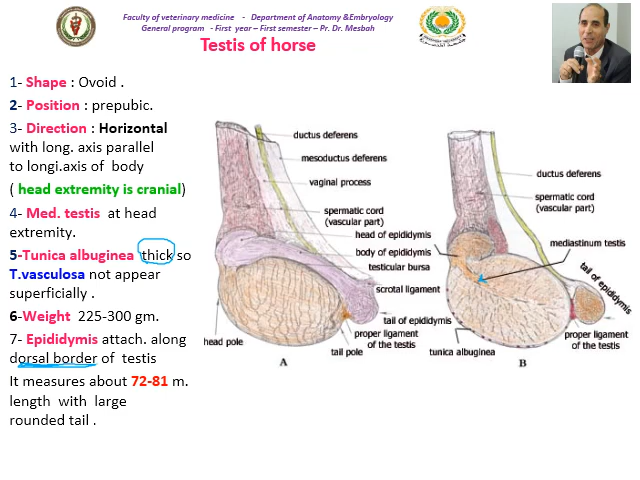 Faculty of veterinary medicine - Department of Anatomy &Embryology
General program - First year – First semester – Pr. Dr. Mesbah
Testis of horse
1- Shape : Ovoid .
2- Position : prepubic.
3- Direction : Horizontal
with long. axis parallel
to longi.axis of body
( head extremity is cranial)
4- Med. testis at head
extremity.
5-Tunica albuginea thick so
T.vasculosa not appear
superficially .
6-Weight 225-300 gm.
7- Epididymis attach. along
dorsal border of testis
It measures about 72-81 m.
length with large
rounded tail .
ductus deferens
mesoductus deferens
vaginal process
spermatic cord
(vascular part)
head of epididymis
body of epididymis
testicular bursa
scrotal ligament
tail of epididymis
proper ligament
of the testis
tail pole
head pole
A
ductus deferens
spermatic cord
(vascular part)
mediastinum testis
tail of epididymis
proper ligament
of the testis
tunica albuginea
B